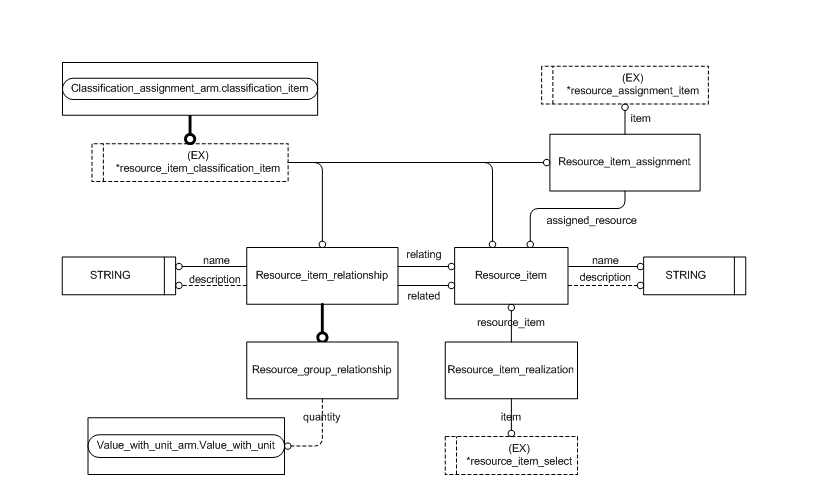 Classification_assignment_arm.classification_item
(EX)
*resource_assignment_item
item
(EX)
*resource_item_classification_item
Resource_item_assignment
assigned_resource
STRING
name
description
Resource_item_relationship
relating
related
Resource_item
name
description
STRING
resource_item
Resource_group_relationship
Resource_item_realization
quantity
item
Value_with_unit_arm.Value_with_unit
(EX)
*resource_item_select